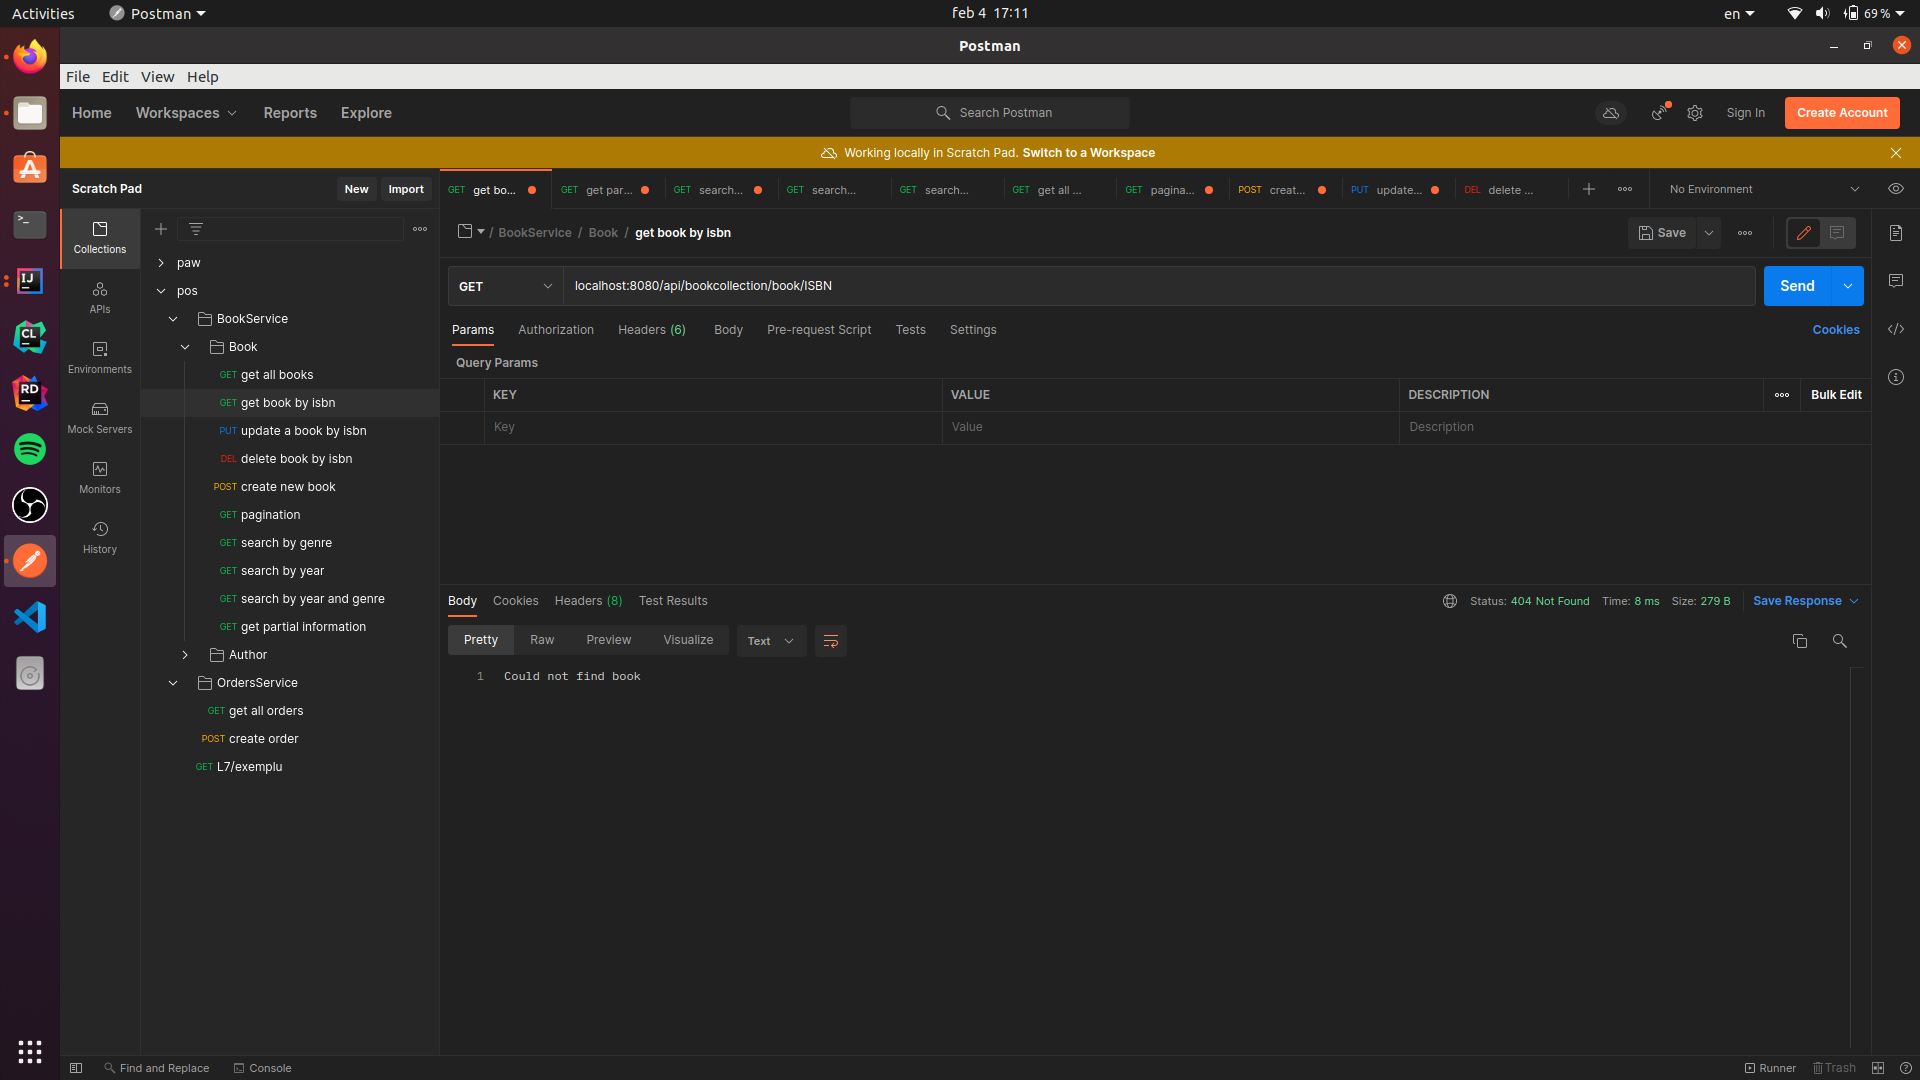 Activities
Postman
feb 4 17:11
en
69 %
Postman
File Edit View Help
Home
Workspaces
Reports
Explore
Search Postman
Sign In
Create Account
Working locally in Scratch Pad. Switch to a Workspace
Scratch Pad
New
Import
GET get bo...
GET get par...
GET search...
GET search...
GET search...
GET get all ...
GET pagina...
POST creat...
PUT update...
DEL delete ...
No Environment
Collections
APIs
Environments
Mock Servers
Monitors
History
paw
pos
BookService
Book
GET get all books
GET get book by isbn
PUT update a book by isbn
DEL delete book by isbn
POST create new book
GET pagination
GET search by genre
GET search by year
GET search by year and genre
GET get partial information
Author
OrdersService
GET get all orders
POST create order
GET L7/exemplu
/ BookService / Book / get book by isbn
Save
GET
localhost:8080/api/bookcollection/book/ISBN
Send
Params
Authorization
Headers (6)
Body
Pre-request Script
Tests
Settings
Cookies
Query Params
KEY
VALUE
DESCRIPTION
Bulk Edit
Key
Value
Description
Body
Cookies
Headers (8)
Test Results
Status: 404 Not Found
Time: 8 ms
Size: 279 B
Save Response
Pretty
Raw
Preview
Visualize
Text
1 Could not find book
Find and Replace
Console
Runner
Trash
IJ
CL
RD